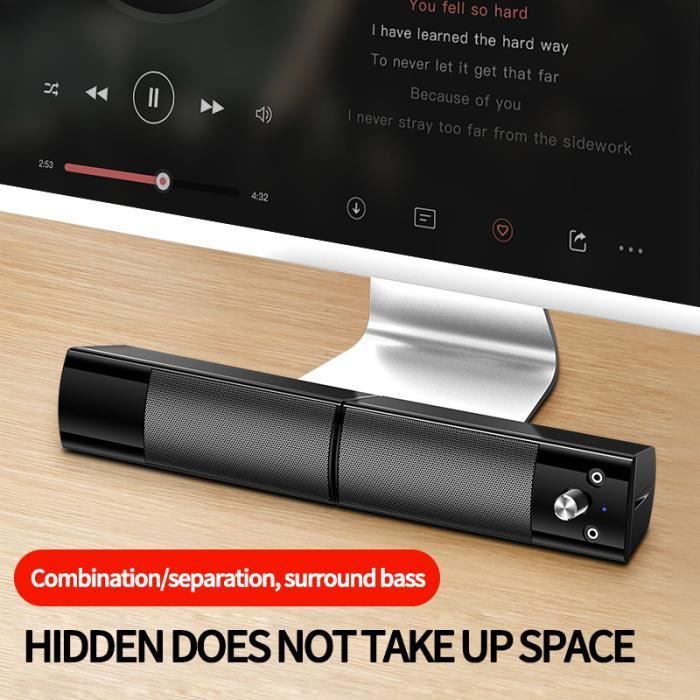 You fell so hard
I have learned the hard way
To never let it get that far
Because of you
I never stray too far from the sidework
2:53
4:32
Combination/separation, surround bass
HIDDEN DOES NOT TAKE UP SPACE